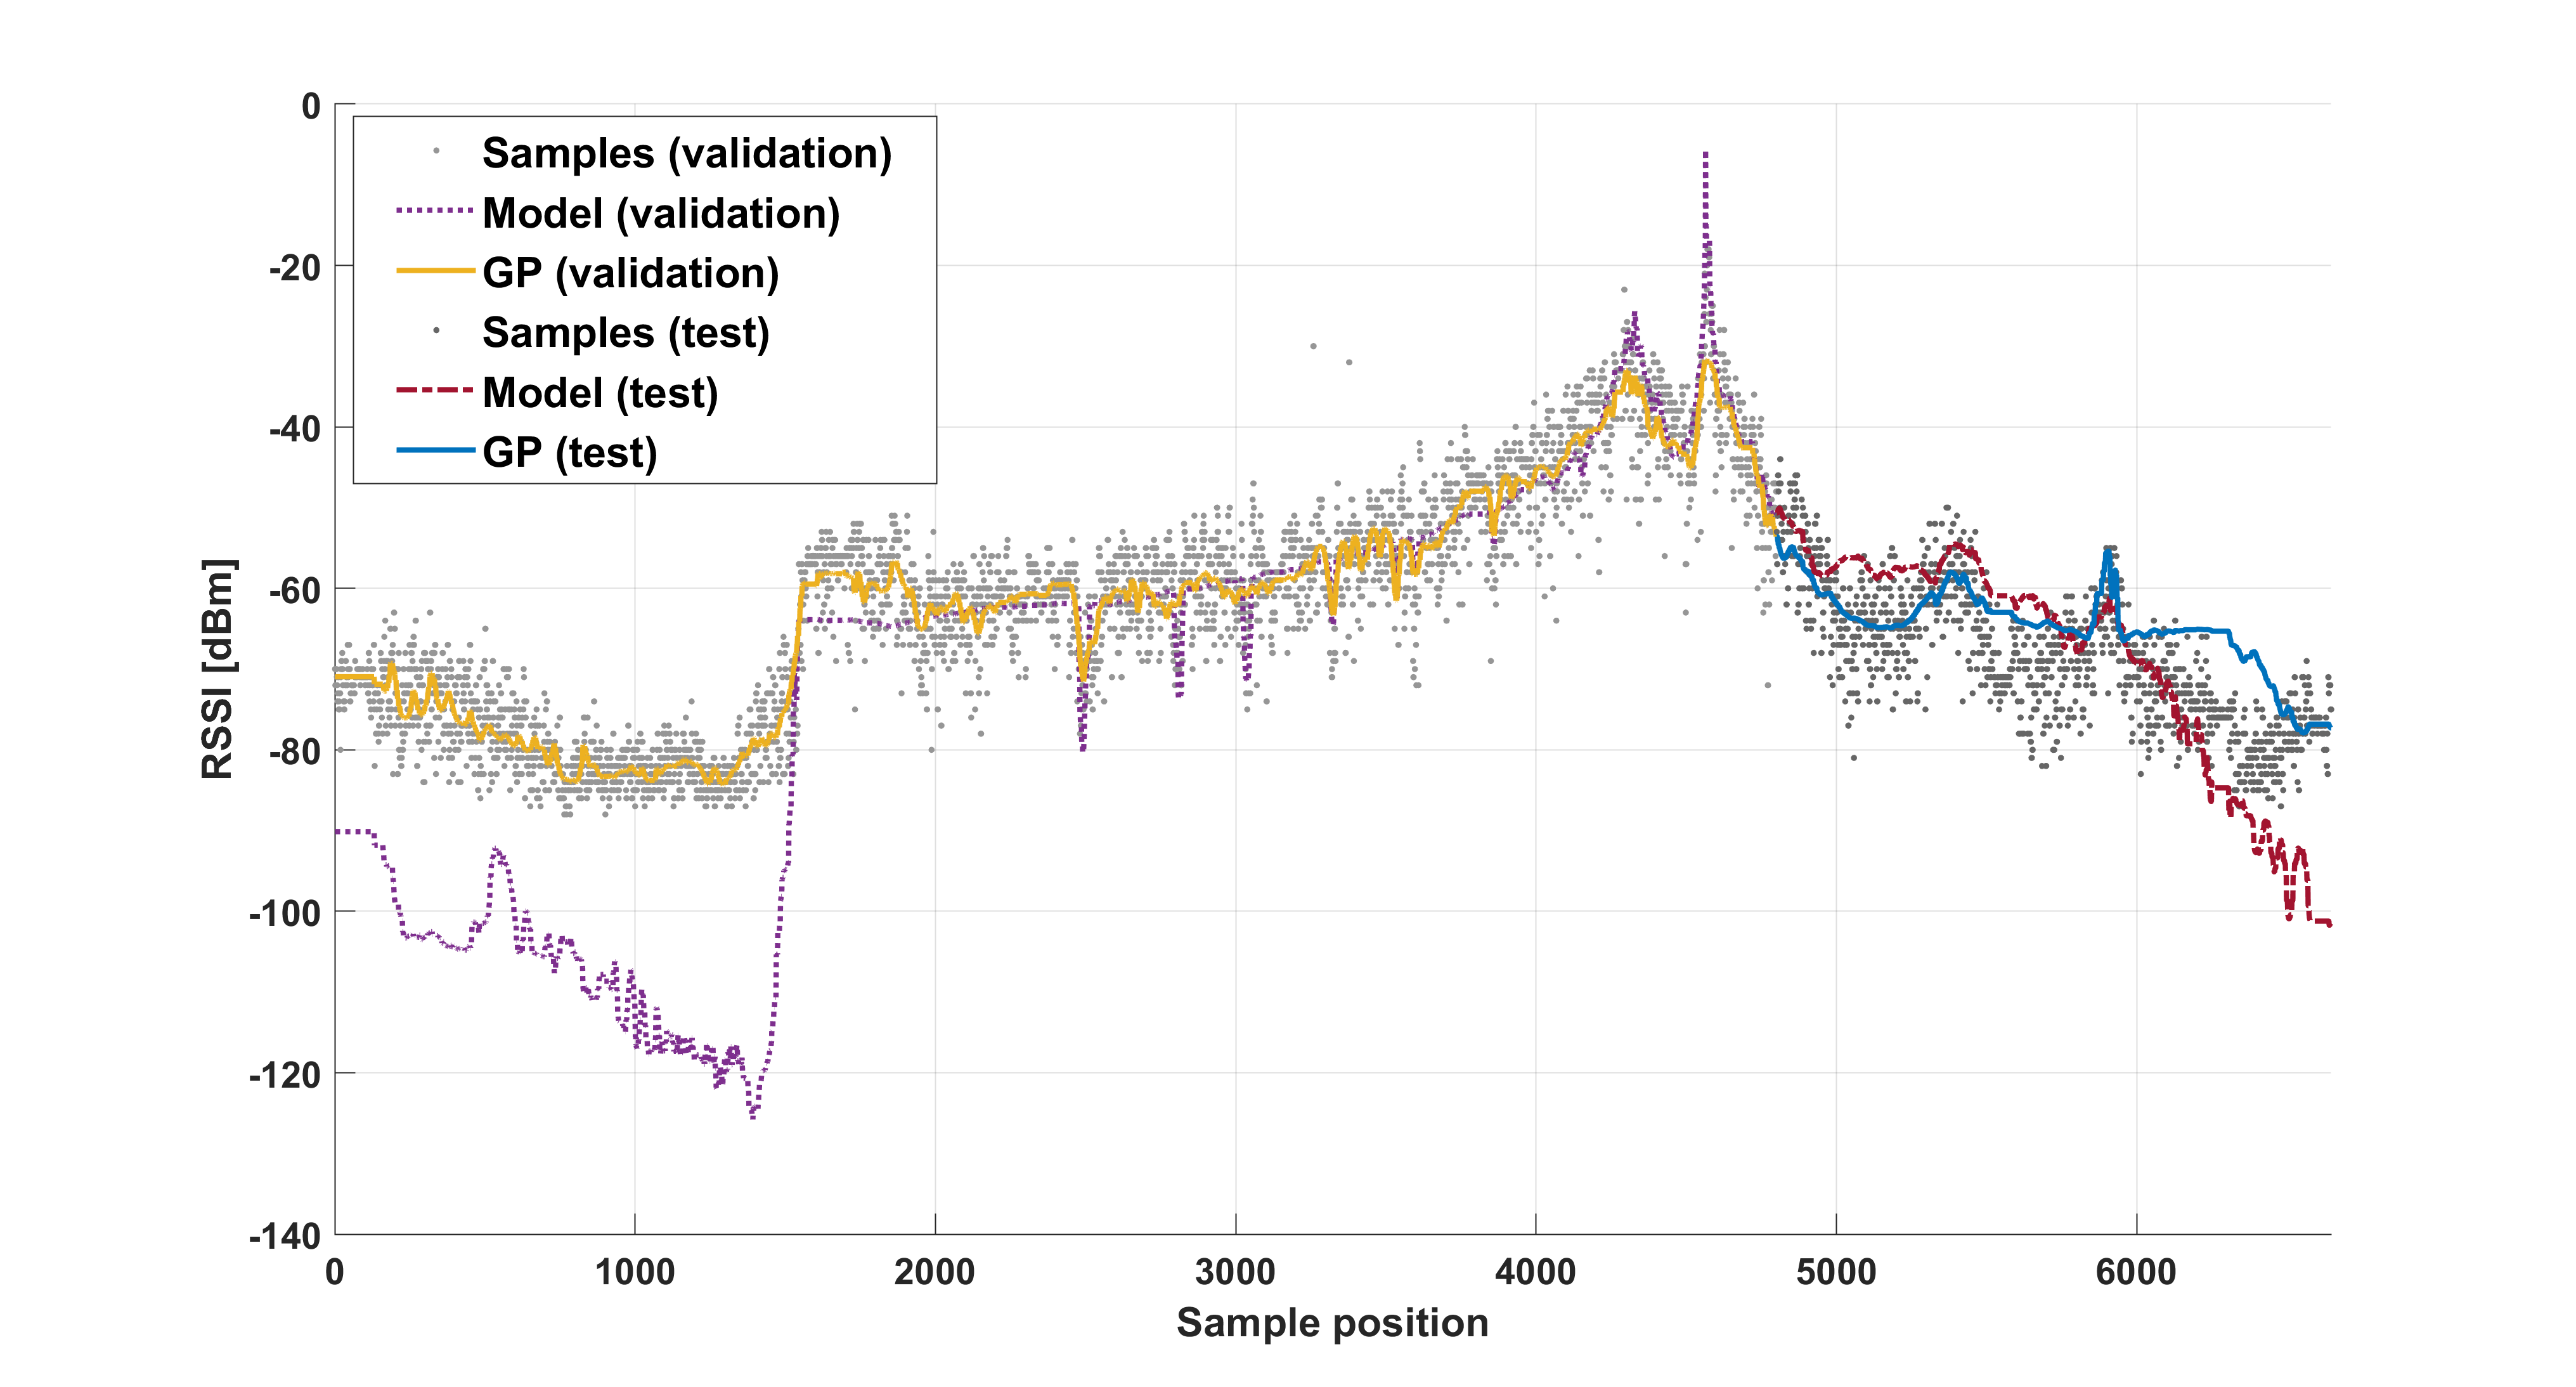 0
-20
-40
-60
-80
-100
-120
-140
RSSI [dBm]
Samples (validation)
Model (validation)
GP (validation)
Samples (test)
Model (test)
GP (test)
0 1000 2000 3000 4000 5000 6000
Sample position